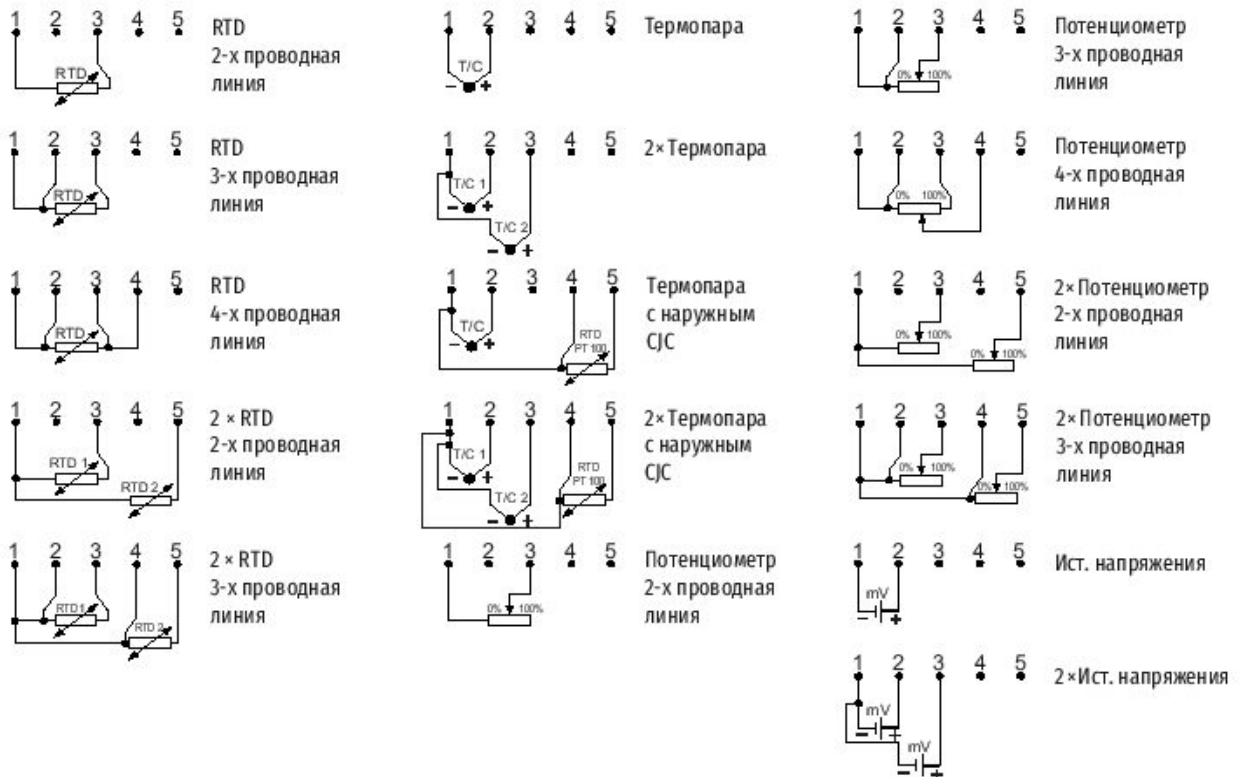 1 2 3 4 5
RTD
RTD
2-х проводная
линия
1 2 3 4 5
RTD
RTD
3-х проводная
линия
1 2 3 4 5
RTD
RTD
4-х проводная
линия
1 2 3 4 5
RTD 1
RTD 2
2 × RTD
2-х проводная
линия
1 2 3 4 5
RTD 1
RTD 2
2 × RTD
3-х проводная
линия
1 2 3 4 5
T/C
− +
Термопара
1 2 3 4 5
T/C 1
− +
T/C 2
− +
2×Термопара
1 2 3 4 5
T/C
− +
RTD
PT 100
Термопара
с наружным
CJC
1 2 3 4 5
T/C 1
− +
T/C 2
− +
RTD
PT 100
2×Термопара
с наружным
CJC
1 2 3 4 5
0% 100%
Потенциометр
2-х проводная
линия
1 2 3 4 5
0% 100%
Потенциометр
3-х проводная
линия
1 2 3 4 5
0% 100%
Потенциометр
4-х проводная
линия
1 2 3 4 5
0% 100%
0% 100%
2×Потенциометр
2-х проводная
линия
1 2 3 4 5
0% 100%
0% 100%
2×Потенциометр
3-х проводная
линия
1 2 3 4 5
mV
− +
Ист. напряжения
1 2 3 4 5
mV
− +
mV
− +
2×Ист. напряжения